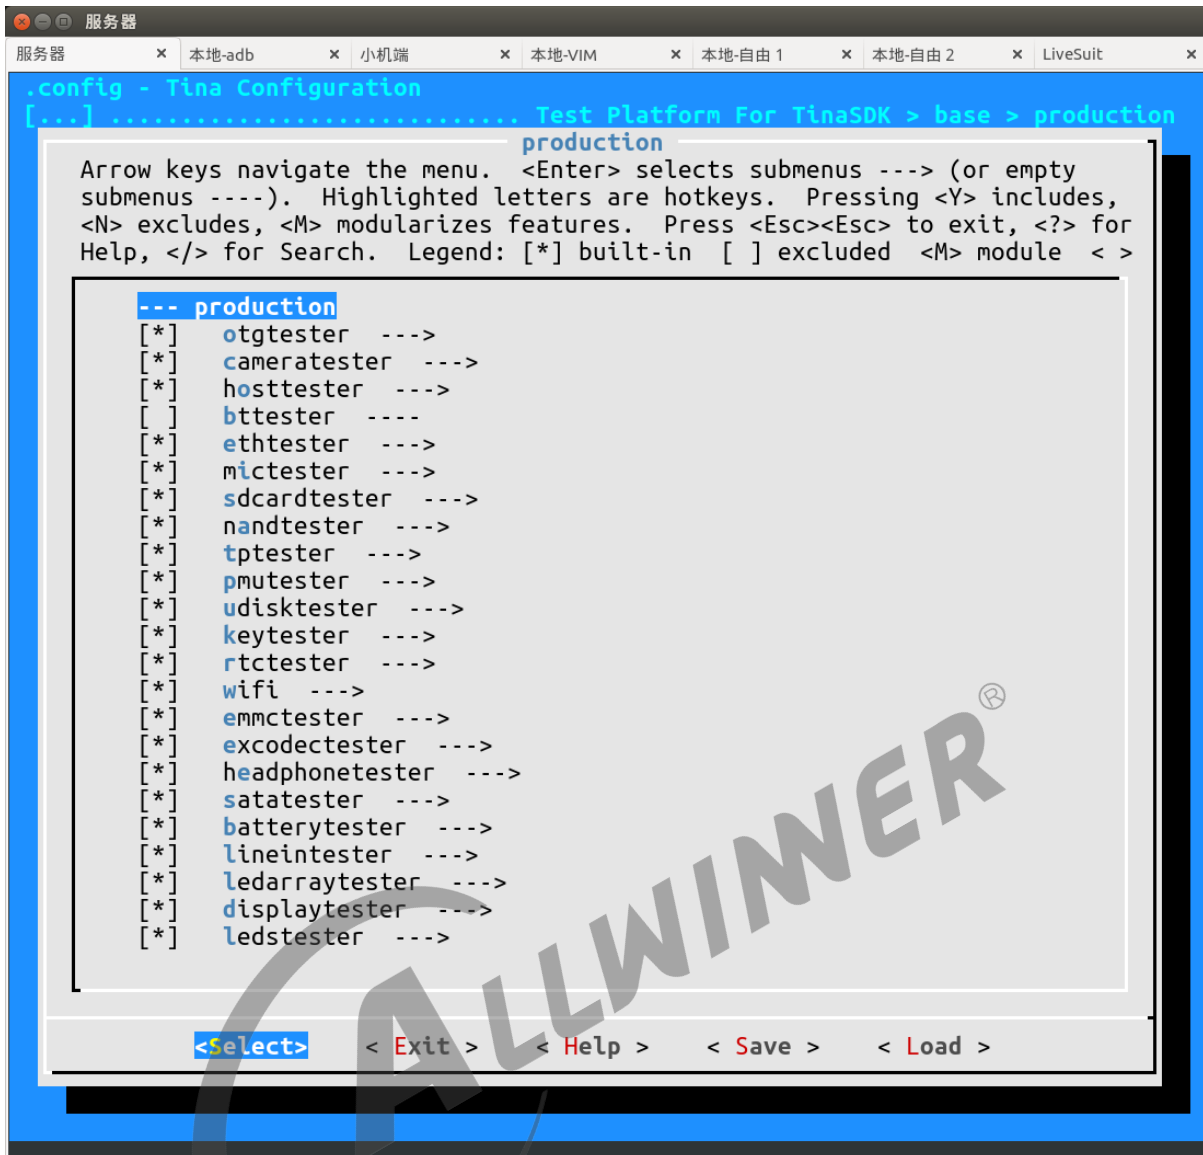 服务器
服务器 × 本地-adb × 小机端 × 本地-VIM × 本地-自由 1 × 本地-自由 2 × LiveSuit ×
.config - Tina Configuration
[...] ............................. Test Platform For TinaSDK > base > production
production
Arrow keys navigate the menu.  <Enter> selects submenus ---> (or empty
submenus ----).  Highlighted letters are hotkeys.  Pressing <Y> includes,
<N> excludes, <M> modularizes features.  Press <Esc><Esc> to exit, <?> for
Help, </> for Search.  Legend: [*] built-in  [ ] excluded  <M> module  < >
--- production
[*]   otgtester  --->
[*]   cameratester  --->
[*]   hosttester  --->
[ ]   bttester  ----
[*]   ethtester  --->
[*]   mictester  --->
[*]   sdcardtester  --->
[*]   nandtester  --->
[*]   tptester  --->
[*]   pmutester  --->
[*]   udisktester  --->
[*]   keytester  --->
[*]   rtctester  --->
[*]   wifi  --->
[*]   emmctester  --->
[*]   excodectester  --->
[*]   headphonetester  --->
[*]   satatester  --->
[*]   batterytester  --->
[*]   lineintester  --->
[*]   ledarraytester  --->
[*]   displaytester  --->
[*]   ledstester  --->
<Select>    < Exit >    < Help >    < Save >    < Load >
ALLWINNER®